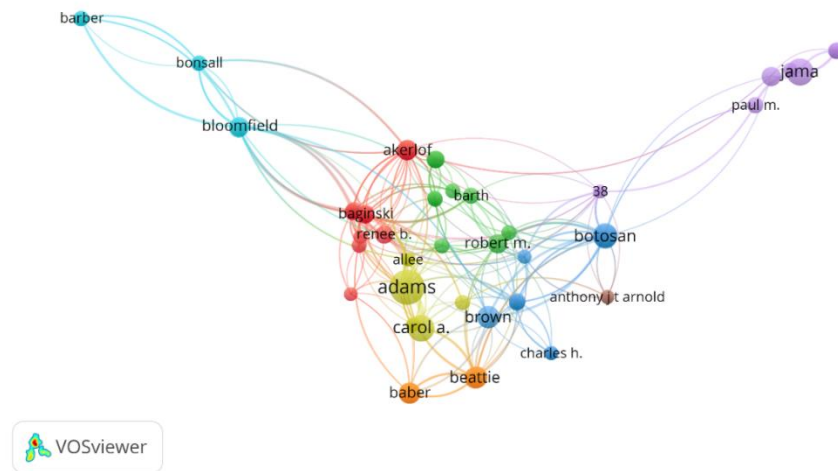 barber
bonsall
jama
paul m.
bloomfield
akerlof
barth
38
baginski
renee b.
robert m.
botosan
allee
adams
anthony t arnold
carol a.
brown
charles h.
beattie
baber
VOSviewer